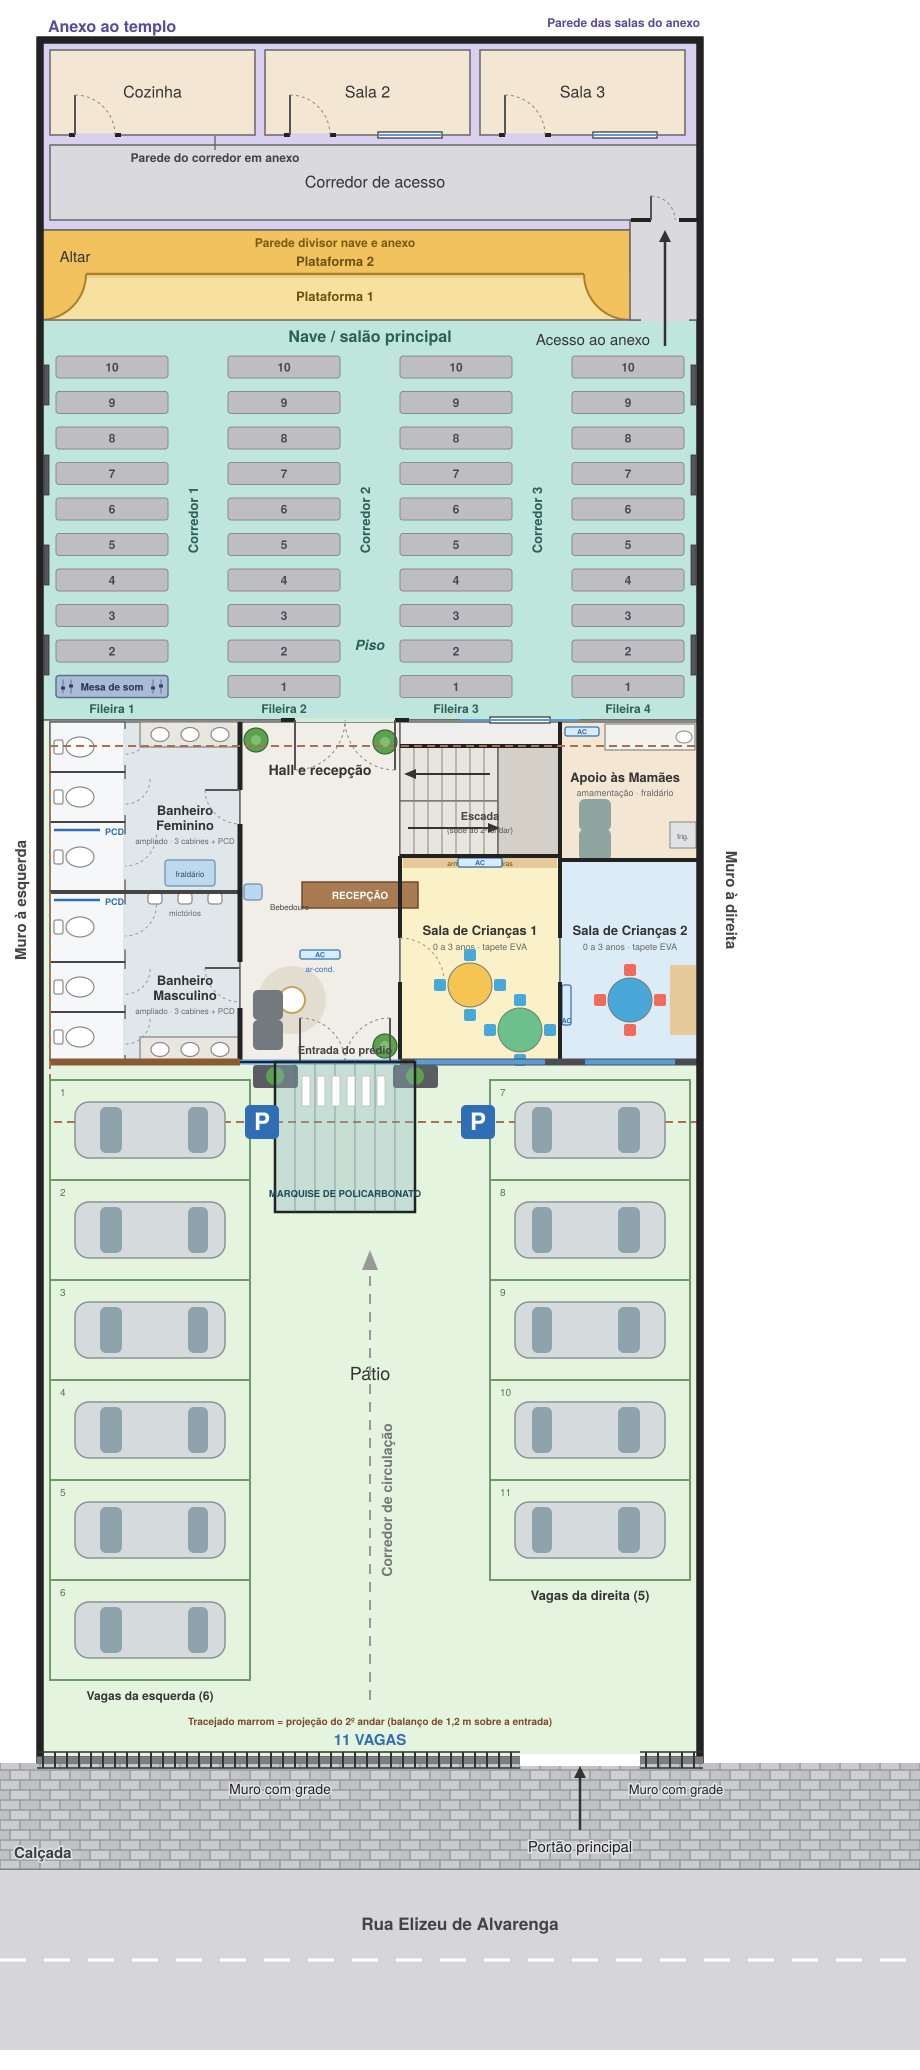 Anexo ao templo
Parede das salas do anexo
Cozinha
Sala 2
Sala 3
Parede do corredor em anexo
Corredor de acesso
Parede divisor nave e anexo
Altar
Plataforma 2
Plataforma 1
Nave / salão principal
Acesso ao anexo
10 10 10 10
9 9 9 9
8 8 8 8
7 7 7 7
6 6 6 6
5 5 5 5
4 4 4 4
3 3 3 3
2 2 2 2
Mesa de som 1 1 1
Corredor 1
Corredor 2
Corredor 3
Piso
Fileira 1
Fileira 2
Fileira 3
Fileira 4
AC
Hall e recepção
Apoio às Mamães
amamentação · fraldário
Banheiro
Feminino
ampliado · 3 cabines + PCD
PCD
fraldário
Escada
frig.
AC
RECEPÇÃO
PCD
Bebedouro
mictórios
Sala de Crianças 1
0 a 3 anos · tapete EVA
Sala de Crianças 2
0 a 3 anos · tapete EVA
AC
ar-cond.
Banheiro
Masculino
ampliado · 3 cabines + PCD
AC
Entrada do prédio
Muro à esquerda
Muro à direita
1
2
3
4
5
6
P
P
7
8
9
10
11
MARQUISE DE POLICARBONATO
Pátio
Corredor de circulação
Vagas da direita (5)
Vagas da esquerda (6)
Tracejado marrom = projeção do 2º andar (balanço de 1,2 m sobre a entrada)
11 VAGAS
Muro com grade
Muro com grade
Portão principal
Calçada
Rua Elizeu de Alvarenga